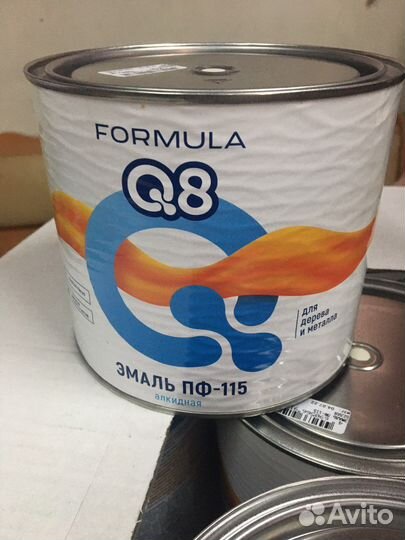 FORMULA
Q8
для
дерева и
металла
ЭМАЛЬ ПФ-115
алкидная
Avito